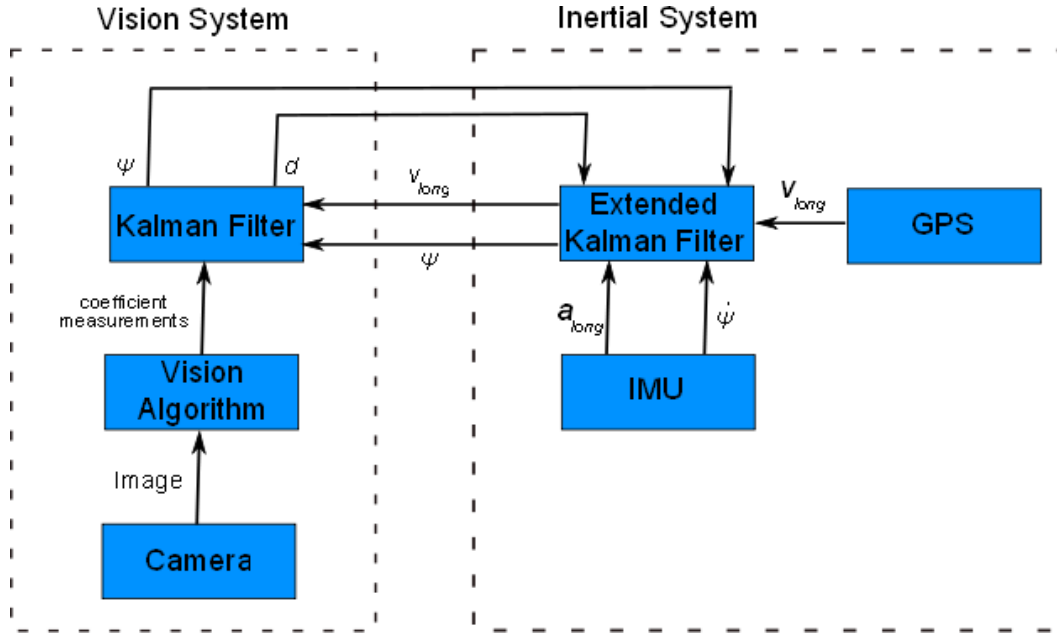 Vision System
Inertial System
ψ
d
v_long
ψ
Kalman Filter
Extended
Kalman Filter
v_long
GPS
coefficient
measurements
a_long
ψ̇
Vision
Algorithm
IMU
Image
Camera